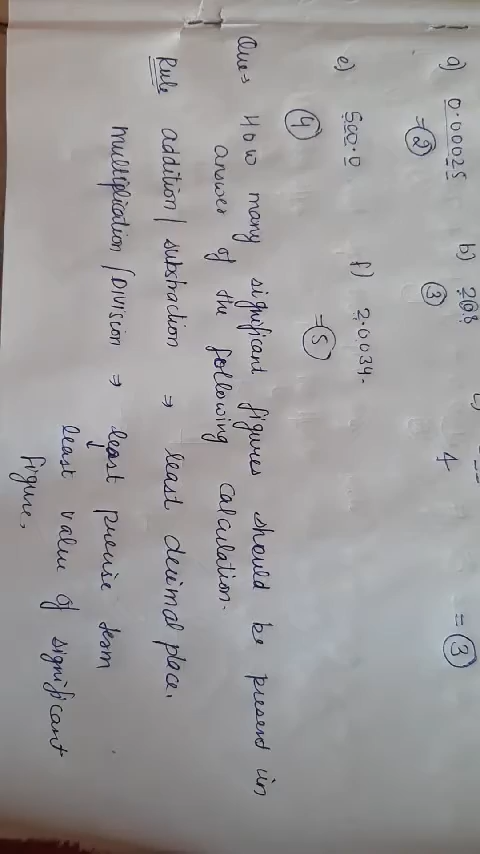 a) 0.00025 b) 208 c)
= 2 3 4 = 3
e) 500.0 f) 2.0034.
4 = 5
Que⇒ How many significant figures should be present in
answer of the following calculation.
Rule addition/substraction → least decimal place.
multiplication/Division → least precise term
least value of significant
figure,